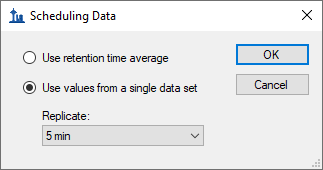 Scheduling Data
Use retention time average
Use values from a single data set
Replicate:
5 min
OK
Cancel